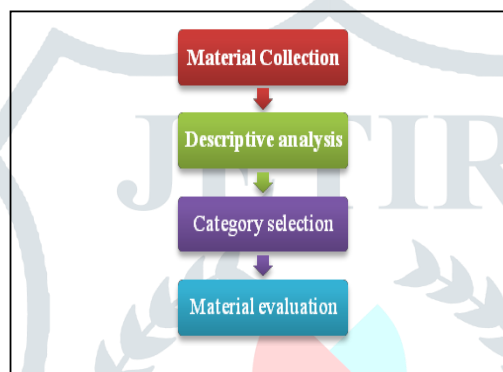 Material Collection
Descriptive analysis
JETIR
Category selection
Material evaluation